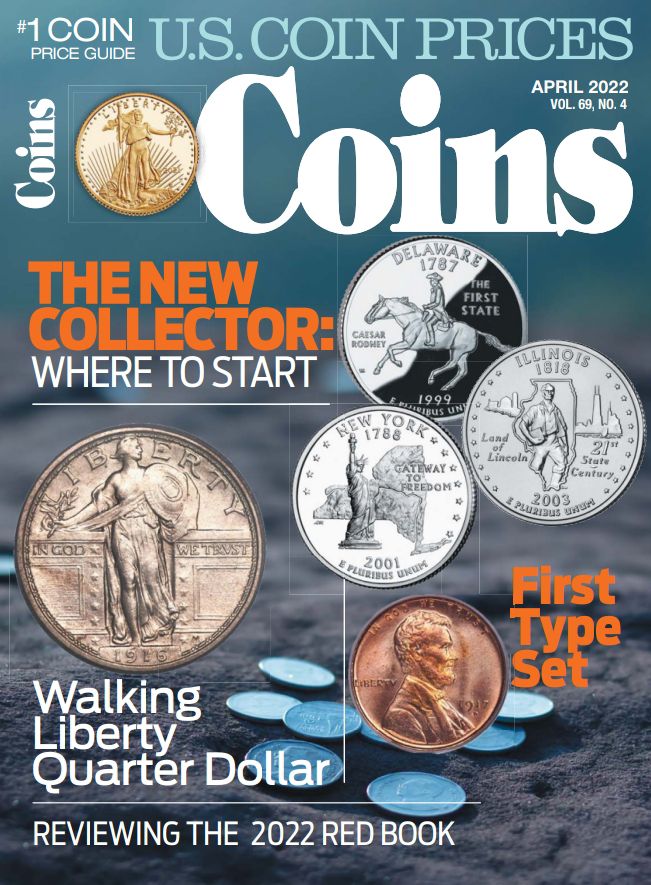 #1 COIN
PRICE GUIDE
U.S. COIN PRICES
Coins
Coins
APRIL 2022
VOL. 69, NO. 4
LIBERTY
THE NEW
COLLECTOR:
WHERE TO START
DELAWARE
1787
THE
FIRST
STATE
CAESAR
RODNEY
1999
E PLURIBUS UN
ILLINOIS
1818
Land
of
Lincoln
21st
State
Century
2003
E PLURIBUS UNUM
NEW YORK
1788
GATEWAY
TO
FREEDOM
2001
E PLURIBUS UNUM
LIBERTY
IN GOD WE TRUST
1916
First
Type
Set
LIBERTY
1917
Walking
Liberty
Quarter Dollar
REVIEWING THE 2022 RED BOOK